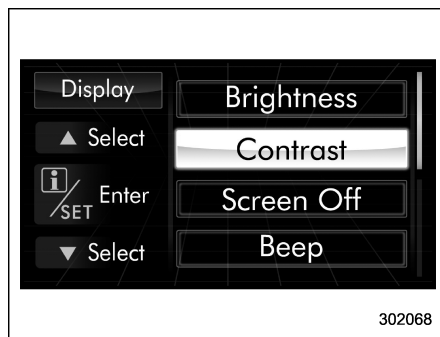 Display
▲ Select
i/SET Enter
▼ Select
Brightness
Contrast
Screen Off
Beep
302068